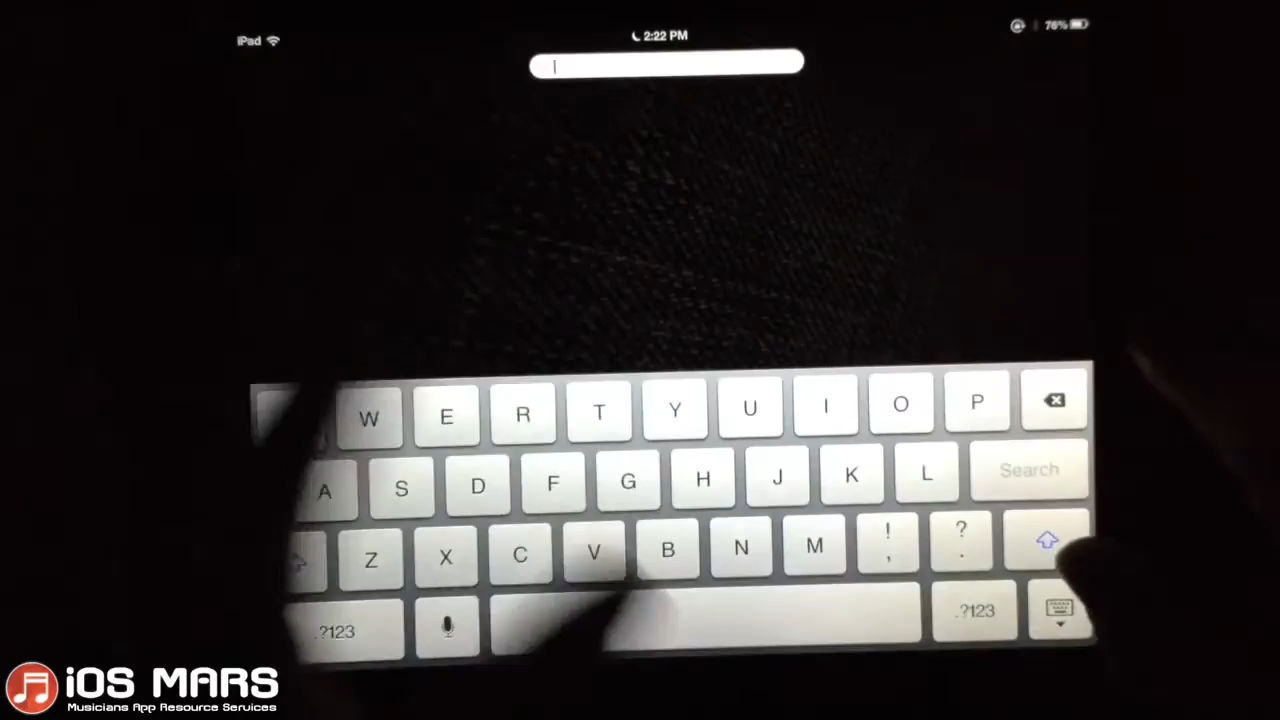 iPad
2:22 PM
76%
W E R T Y U I O P
A S D F G H J K L Search
Z X C V B N M ! , ? .
.?123 .?123
iOS MARS
Musicians App Resource Services